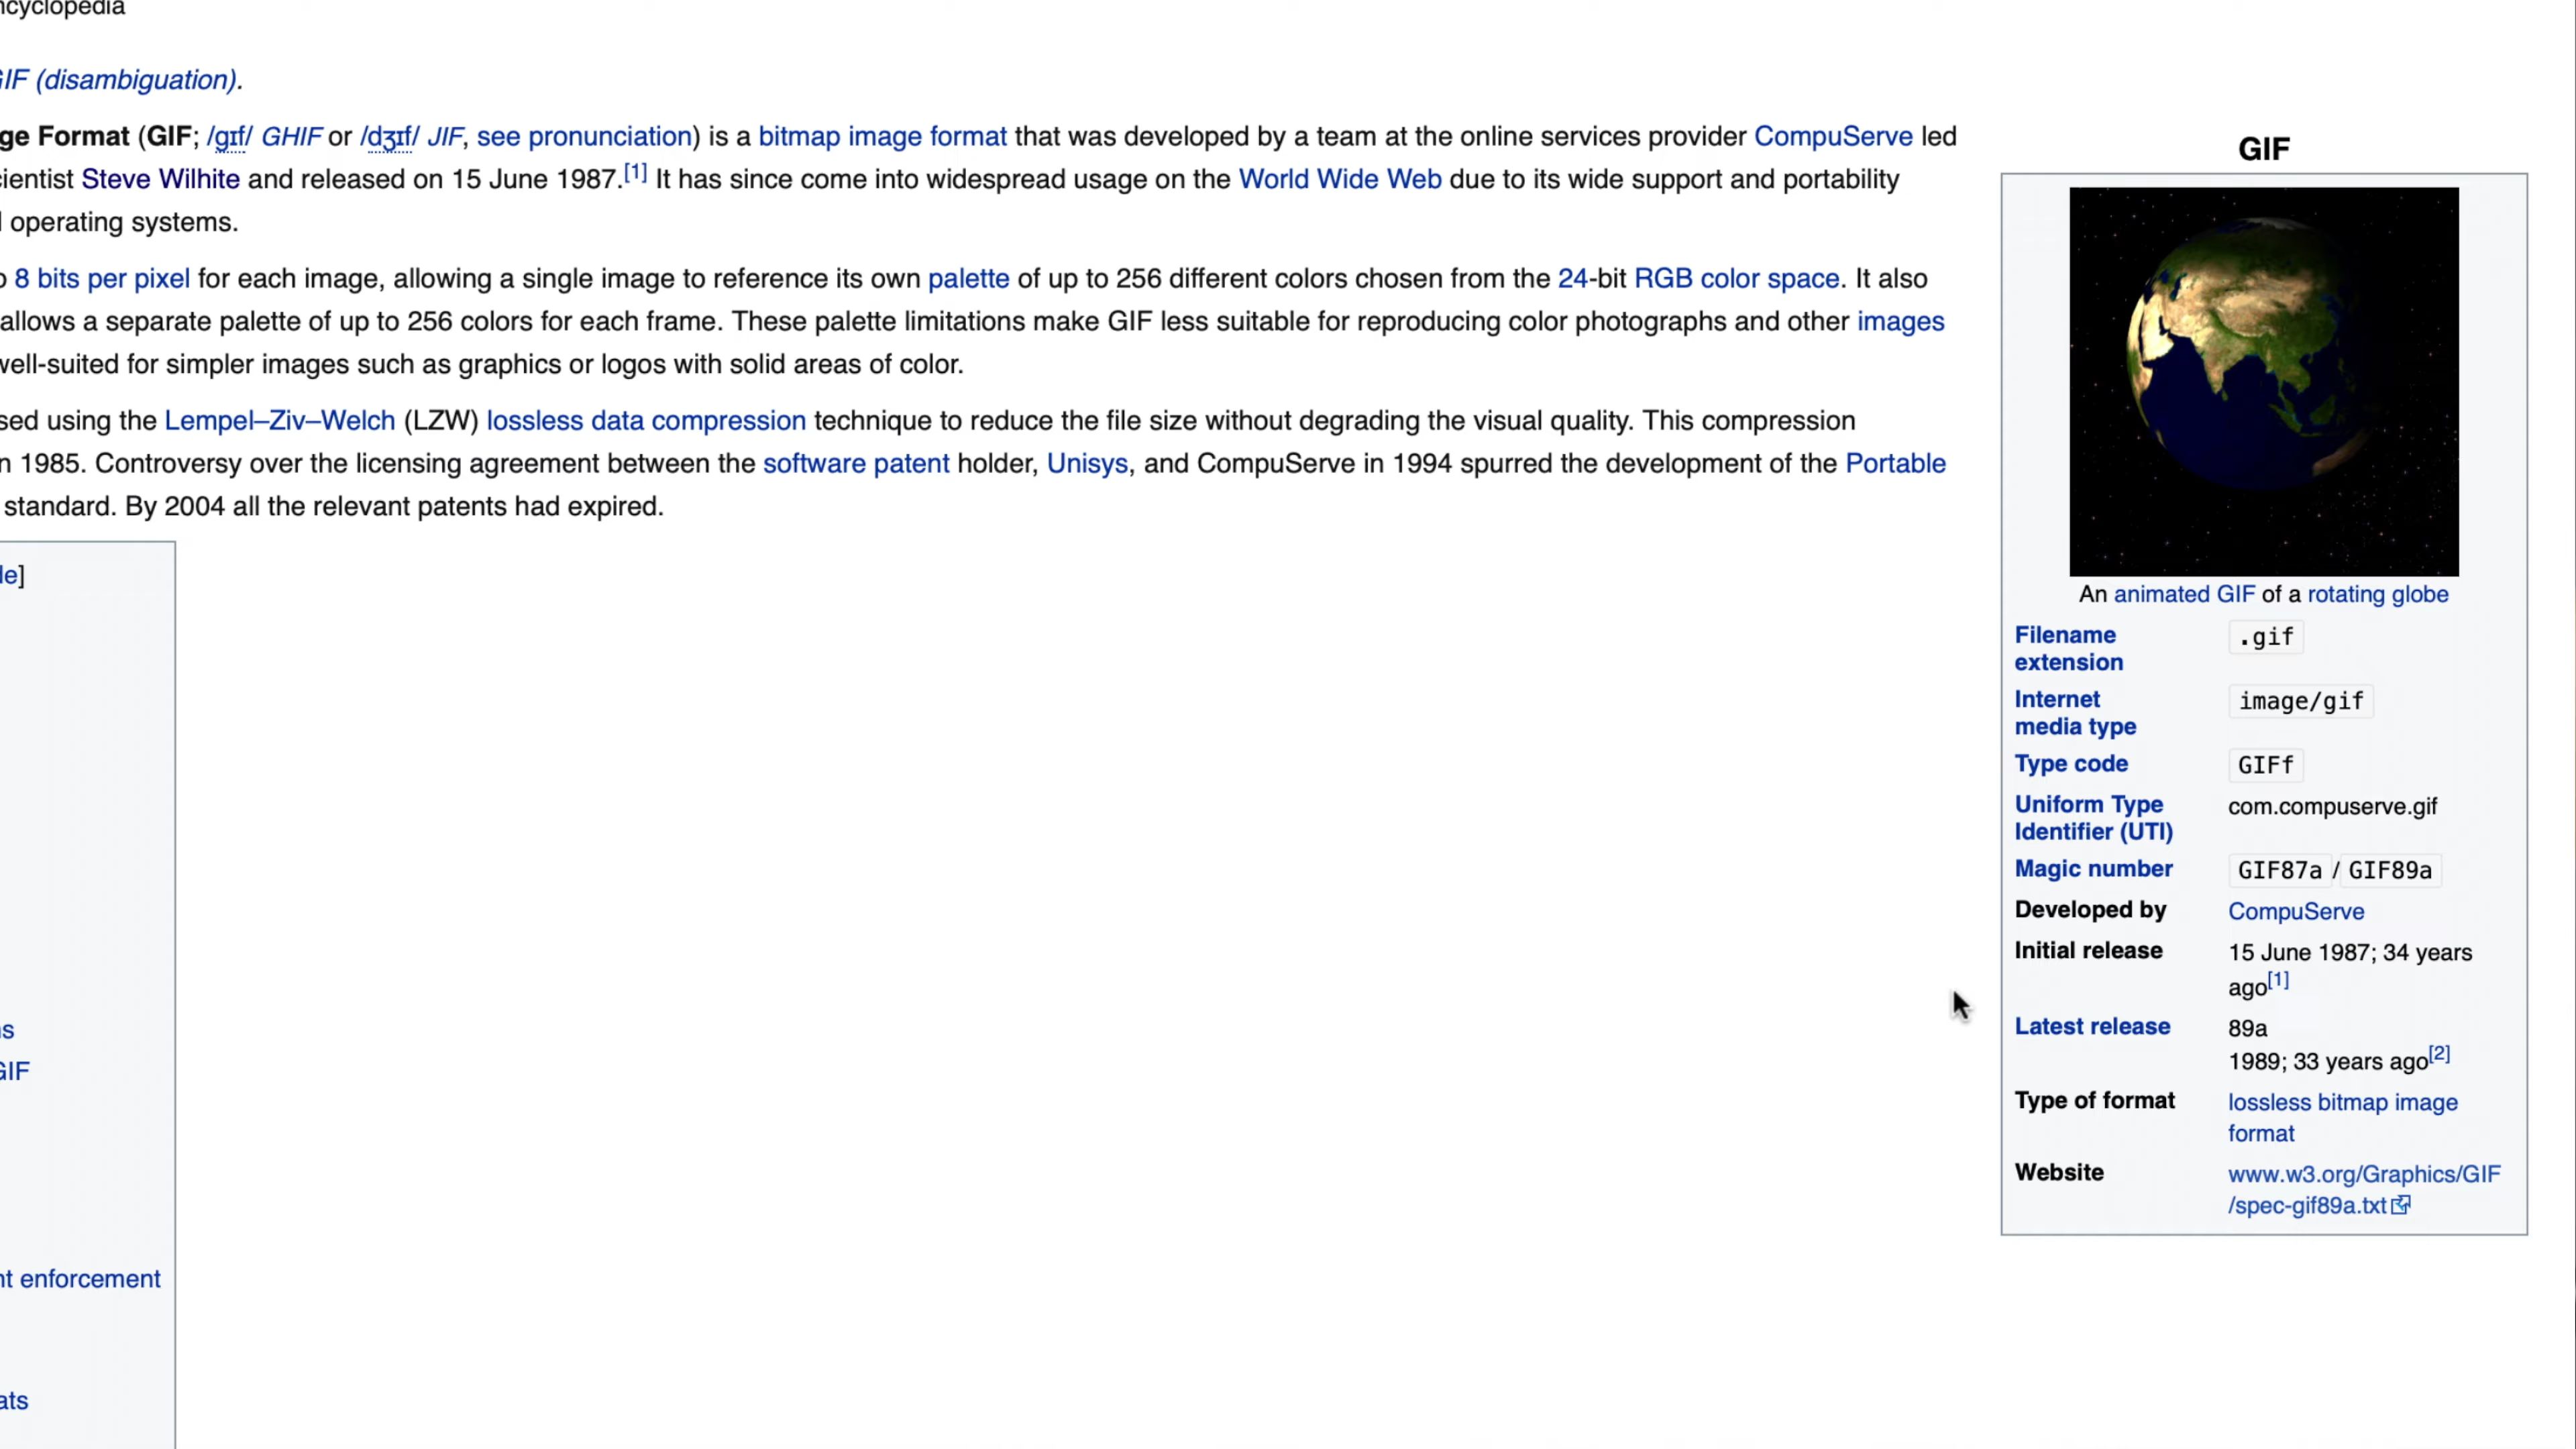 ncyclopedia
GIF (disambiguation).
ge Format (GIF; /ɡɪf/ GHIF or /dʒɪf/ JIF, see pronunciation) is a bitmap image format that was developed by a team at the online services provider CompuServe led
cientist Steve Wilhite and released on 15 June 1987.[1] It has since come into widespread usage on the World Wide Web due to its wide support and portability
operating systems.
8 bits per pixel for each image, allowing a single image to reference its own palette of up to 256 different colors chosen from the 24-bit RGB color space. It also
allows a separate palette of up to 256 colors for each frame. These palette limitations make GIF less suitable for reproducing color photographs and other images
well-suited for simpler images such as graphics or logos with solid areas of color.
sed using the Lempel–Ziv–Welch (LZW) lossless data compression technique to reduce the file size without degrading the visual quality. This compression
n 1985. Controversy over the licensing agreement between the software patent holder, Unisys, and CompuServe in 1994 spurred the development of the Portable
standard. By 2004 all the relevant patents had expired.
de]
ns
GIF
nt enforcement
ats
GIF
An animated GIF of a rotating globe
Filename extension .gif
Internet media type image/gif
Type code GIFf
Uniform Type Identifier (UTI) com.compuserve.gif
Magic number GIF87a / GIF89a
Developed by CompuServe
Initial release 15 June 1987; 34 years
ago[1]
Latest release 89a
1989; 33 years ago[2]
Type of format lossless bitmap image
format
Website www.w3.org/Graphics/GIF
/spec-gif89a.txt